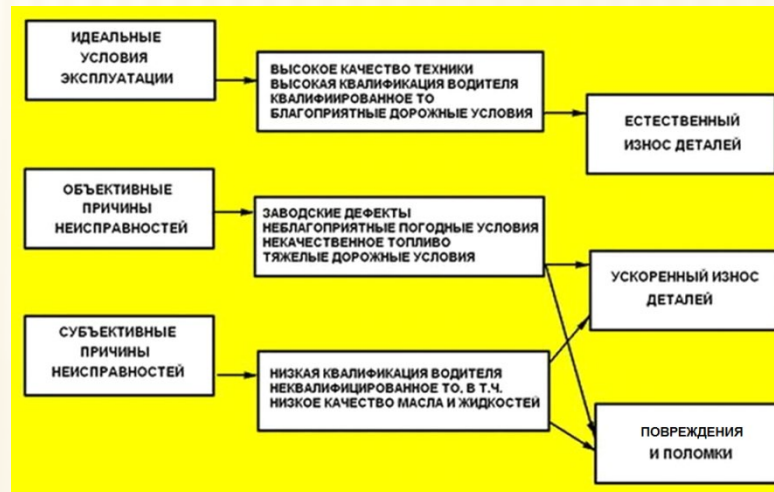 ИДЕАЛЬНЫЕ
УСЛОВИЯ
ЭКСПЛУАТАЦИИ
ВЫСОКОЕ КАЧЕСТВО ТЕХНИКИ
ВЫСОКАЯ КВАЛИФИКАЦИЯ ВОДИТЕЛЯ
КВАЛИФИИРОВАННОЕ ТО
БЛАГОПРИЯТНЫЕ ДОРОЖНЫЕ УСЛОВИЯ
ЕСТЕСТВЕННЫЙ
ИЗНОС ДЕТАЛЕЙ
ОБЪЕКТИВНЫЕ
ПРИЧИНЫ
НЕИСПРАВНОСТЕЙ
ЗАВОДСКИЕ ДЕФЕКТЫ
НЕБЛАГОПРИЯТНЫЕ ПОГОДНЫЕ УСЛОВИЯ
НЕКАЧЕСТВЕННОЕ ТОПЛИВО
ТЯЖЕЛЫЕ ДОРОЖНЫЕ УСЛОВИЯ
УСКОРЕННЫЙ ИЗНОС
ДЕТАЛЕЙ
СУБЪЕКТИВНЫЕ
ПРИЧИНЫ
НЕИСПРАВНОСТЕЙ
НИЗКАЯ КВАЛИФИКАЦИЯ ВОДИТЕЛЯ
НЕКВАЛИФИЦИРОВАННОЕ ТО, В Т.Ч.
НИЗКОЕ КАЧЕСТВО МАСЛА И ЖИДКОСТЕЙ
ПОВРЕЖДЕНИЯ
И ПОЛОМКИ